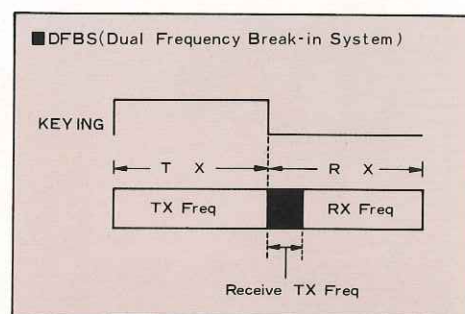 ■DFBS(Dual Frequency Break-in System)
KEYING
T X R X
TX Freq RX Freq
Receive TX Freq